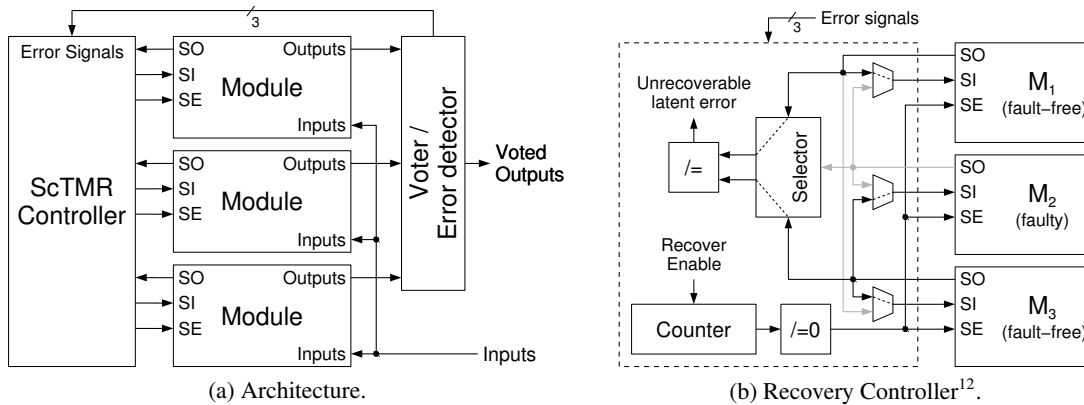 3
Error Signals
ScTMR
Controller
SO
SI
SE
Outputs
Module
Inputs
SO
SI
SE
Outputs
Module
Inputs
SO
SI
SE
Outputs
Module
Inputs
Voter /
Error detector
Voted
Outputs
Inputs
(a) Architecture.
3
Error signals
Unrecoverable
latent error
/=
Selector
Recover
Enable
Counter
/=0
SO
SI
SE
M1
(fault-free)
SO
SI
SE
M2
(faulty)
SO
SI
SE
M3
(fault-free)
(b) Recovery Controller12.